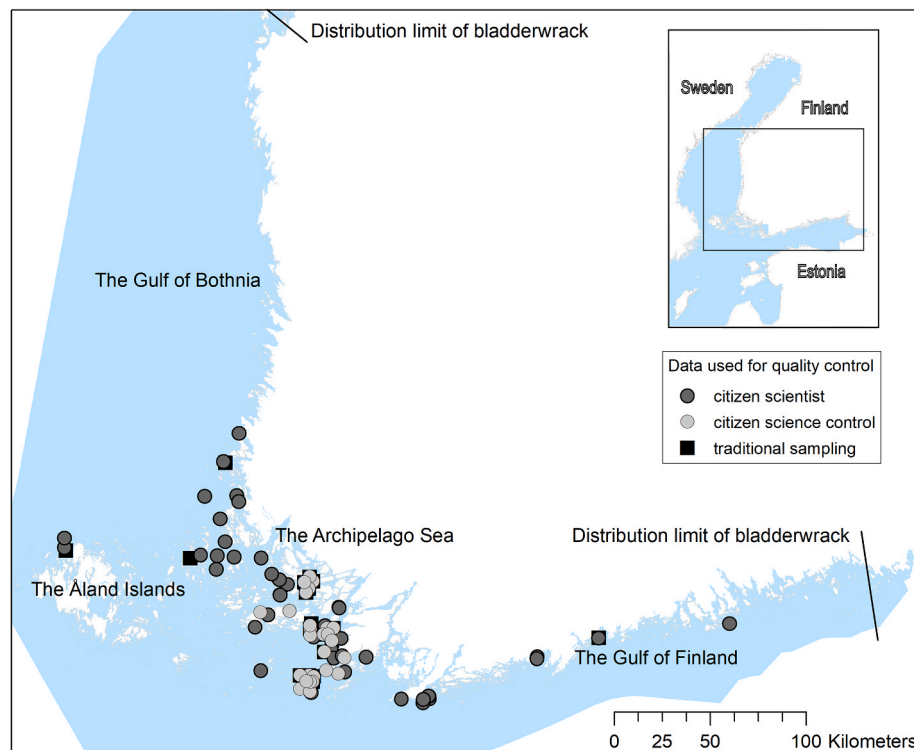 Distribution limit of bladderwrack
Sweden
Finland
Estonia
The Gulf of Bothnia
Data used for quality control
citizen scientist
citizen science control
traditional sampling
The Archipelago Sea
Distribution limit of bladderwrack
The Åland Islands
The Gulf of Finland
0 25 50 100 Kilometers